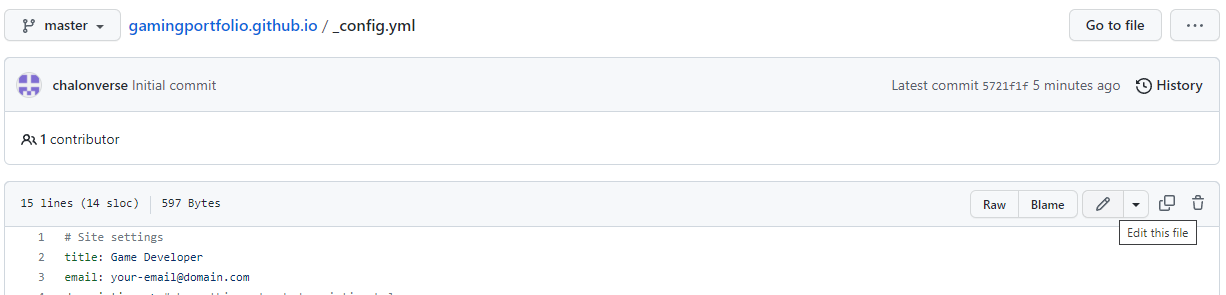 master gamingportfolio.github.io / _config.yml Go to file ...
chalonverse Initial commit Latest commit 5721f1f 5 minutes ago History
1 contributor
15 lines (14 sloc) 597 Bytes Raw Blame
Edit this file
1 # Site settings
2 title: Game Developer
3 email: your-email@domain.com